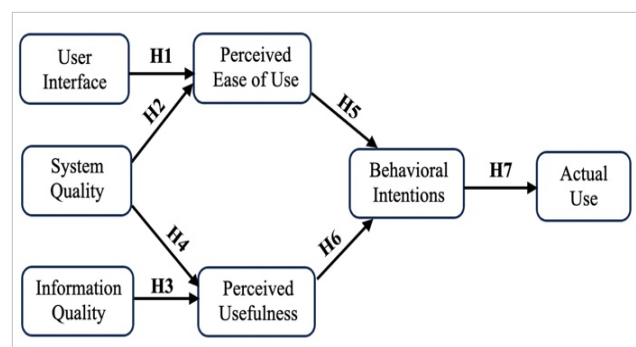 User
Interface
H1
Perceived
Ease of Use
H2
H5
System
Quality
Behavioral
Intentions
H7
Actual
Use
H4
H6
Information
Quality
H3
Perceived
Usefulness